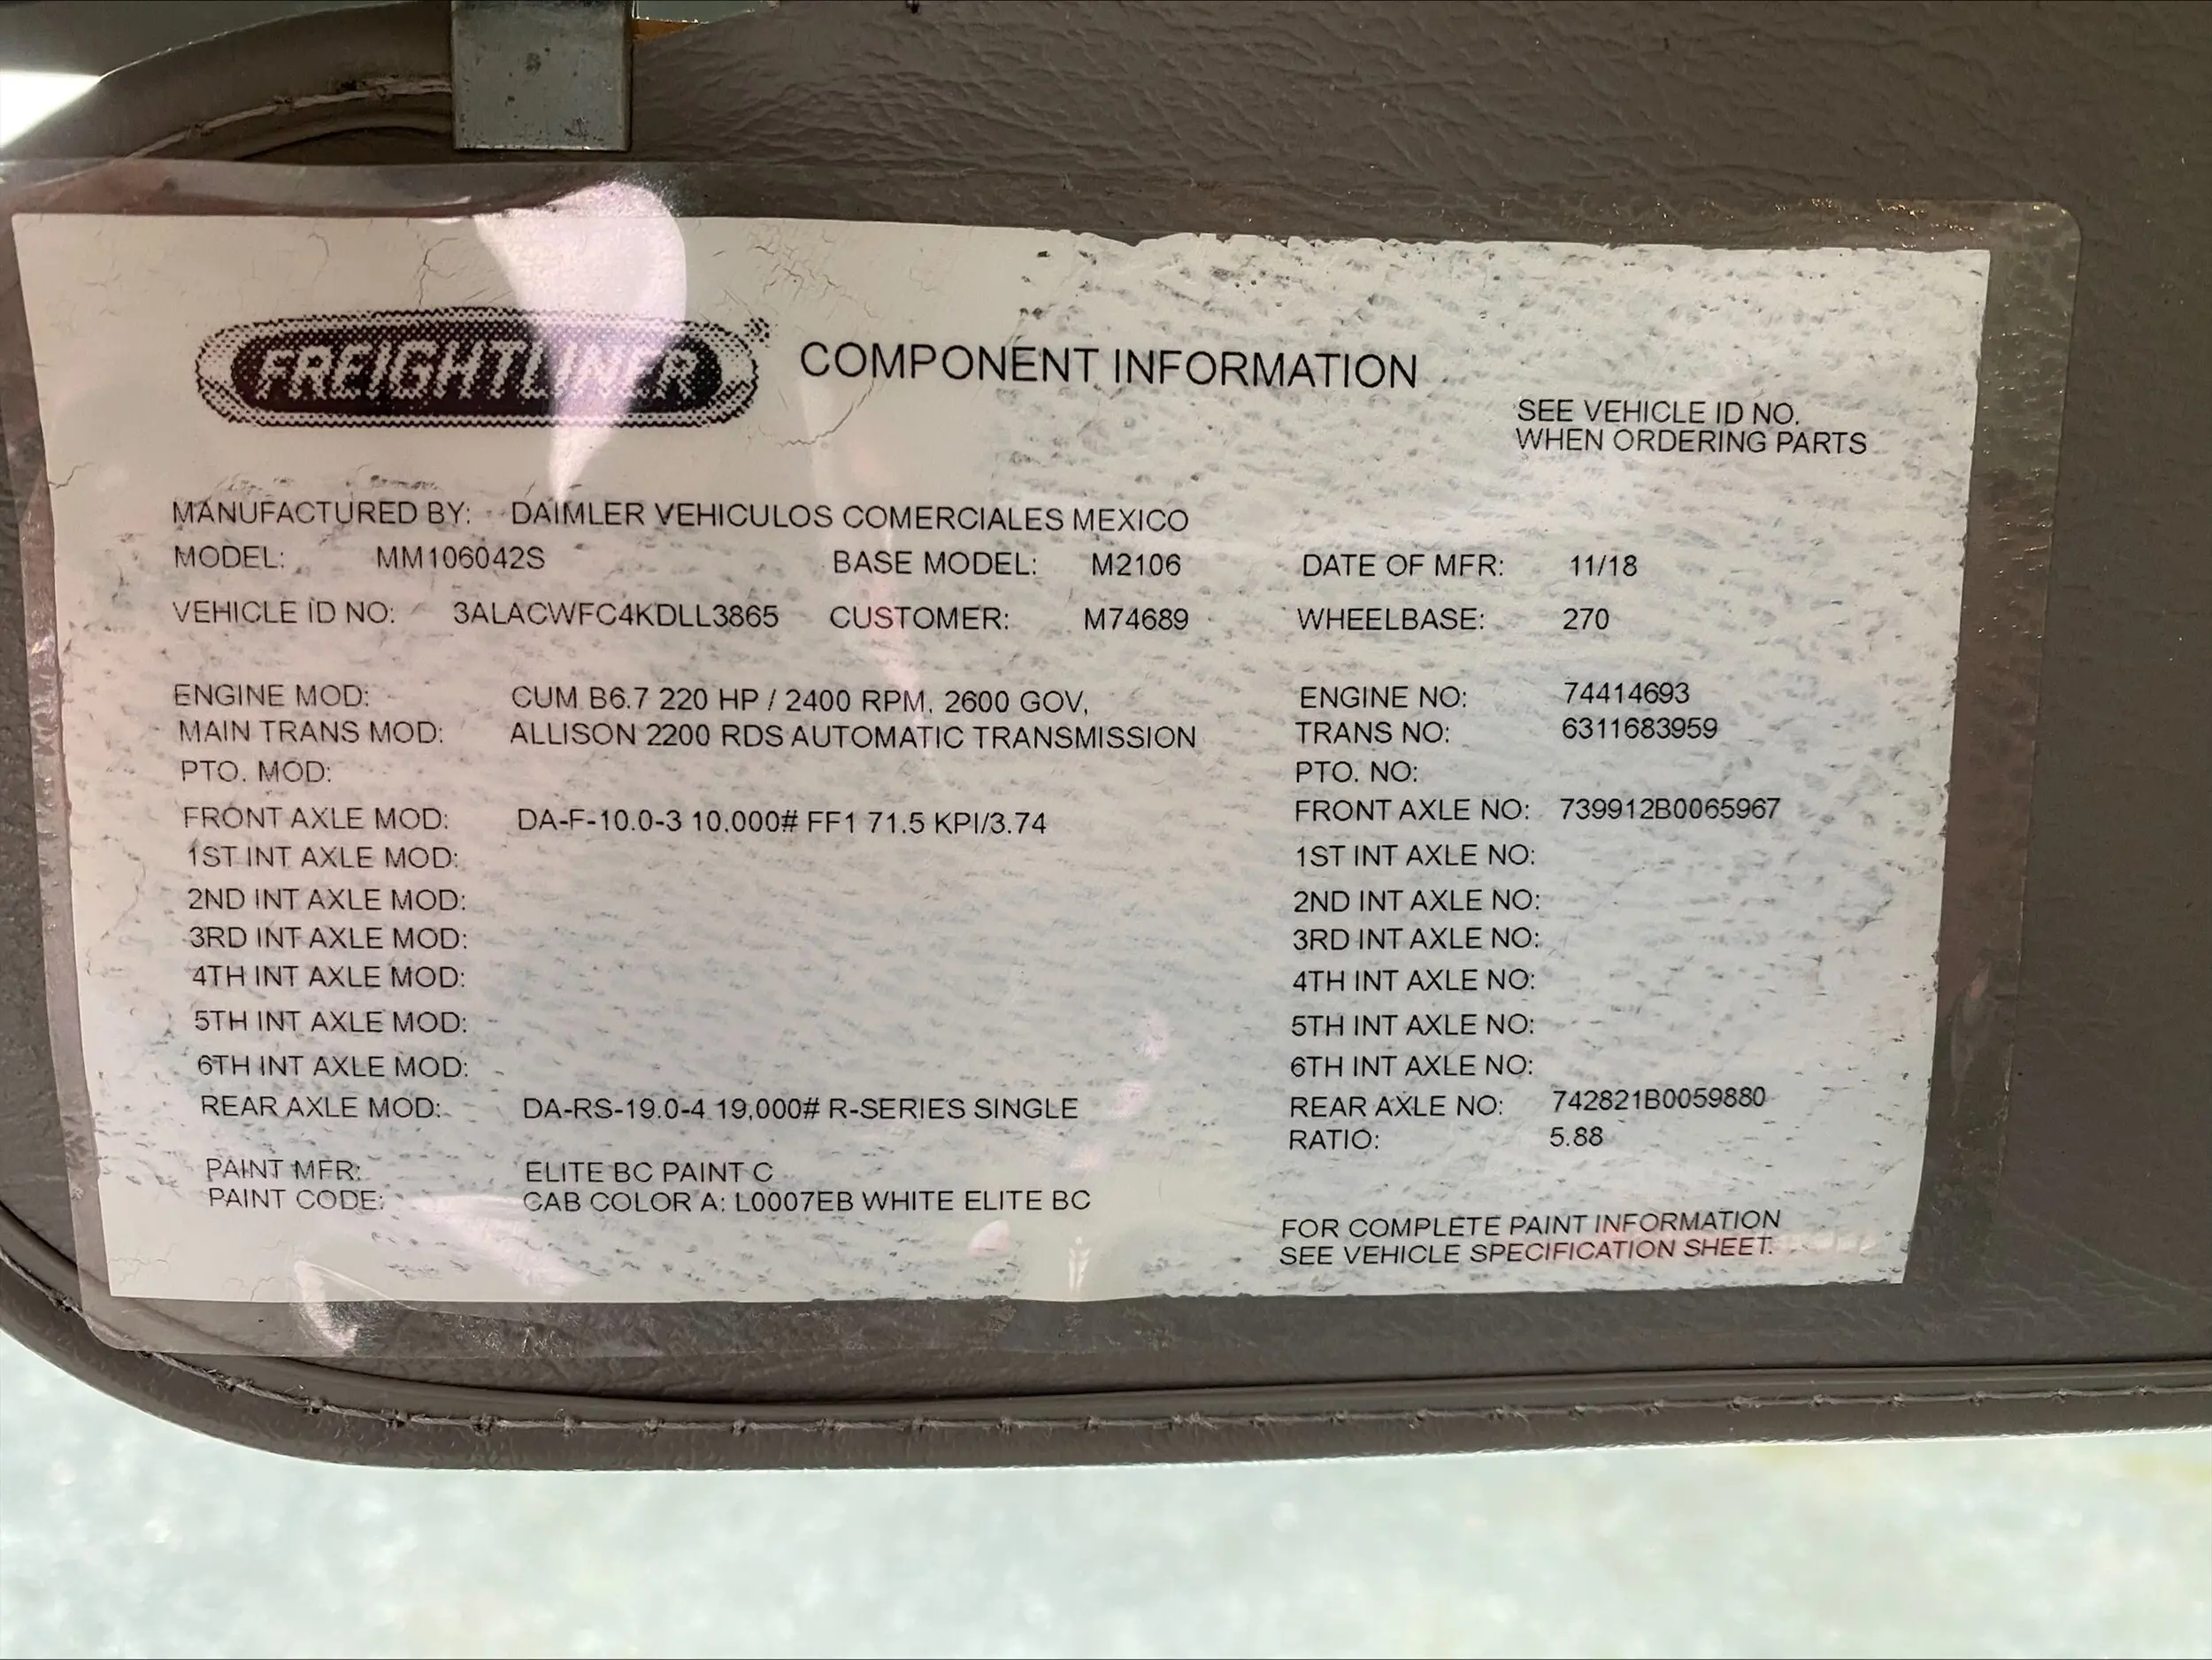 FREIGHTLINER COMPONENT INFORMATION
SEE VEHICLE ID NO.
WHEN ORDERING PARTS
MANUFACTURED BY: DAIMLER VEHICULOS COMERCIALES MEXICO
MODEL: MM106042S BASE MODEL: M2106 DATE OF MFR: 11/18
VEHICLE ID NO: 3ALACWFC4KDLL3865 CUSTOMER: M74689 WHEELBASE: 270
ENGINE MOD: CUM B6.7 220 HP / 2400 RPM, 2600 GOV, ENGINE NO: 74414693
MAIN TRANS MOD: ALLISON 2200 RDS AUTOMATIC TRANSMISSION TRANS NO: 6311683959
PTO. MOD: PTO. NO:
FRONT AXLE MOD: DA-F-10.0-3 10,000# FF1 71.5 KPI/3.74 FRONT AXLE NO: 739912B0065967
1ST INT AXLE MOD: 1ST INT AXLE NO:
2ND INT AXLE MOD: 2ND INT AXLE NO:
3RD INT AXLE MOD: 3RD INT AXLE NO:
4TH INT AXLE MOD: 4TH INT AXLE NO:
5TH INT AXLE MOD: 5TH INT AXLE NO:
6TH INT AXLE MOD: 6TH INT AXLE NO:
REAR AXLE MOD: DA-RS-19.0-4 19,000# R-SERIES SINGLE REAR AXLE NO: 742821B0059880
RATIO: 5.88
PAINT MFR: ELITE BC PAINT C
PAINT CODE: CAB COLOR A: L0007EB WHITE ELITE BC
FOR COMPLETE PAINT INFORMATION
SEE VEHICLE SPECIFICATION SHEET.